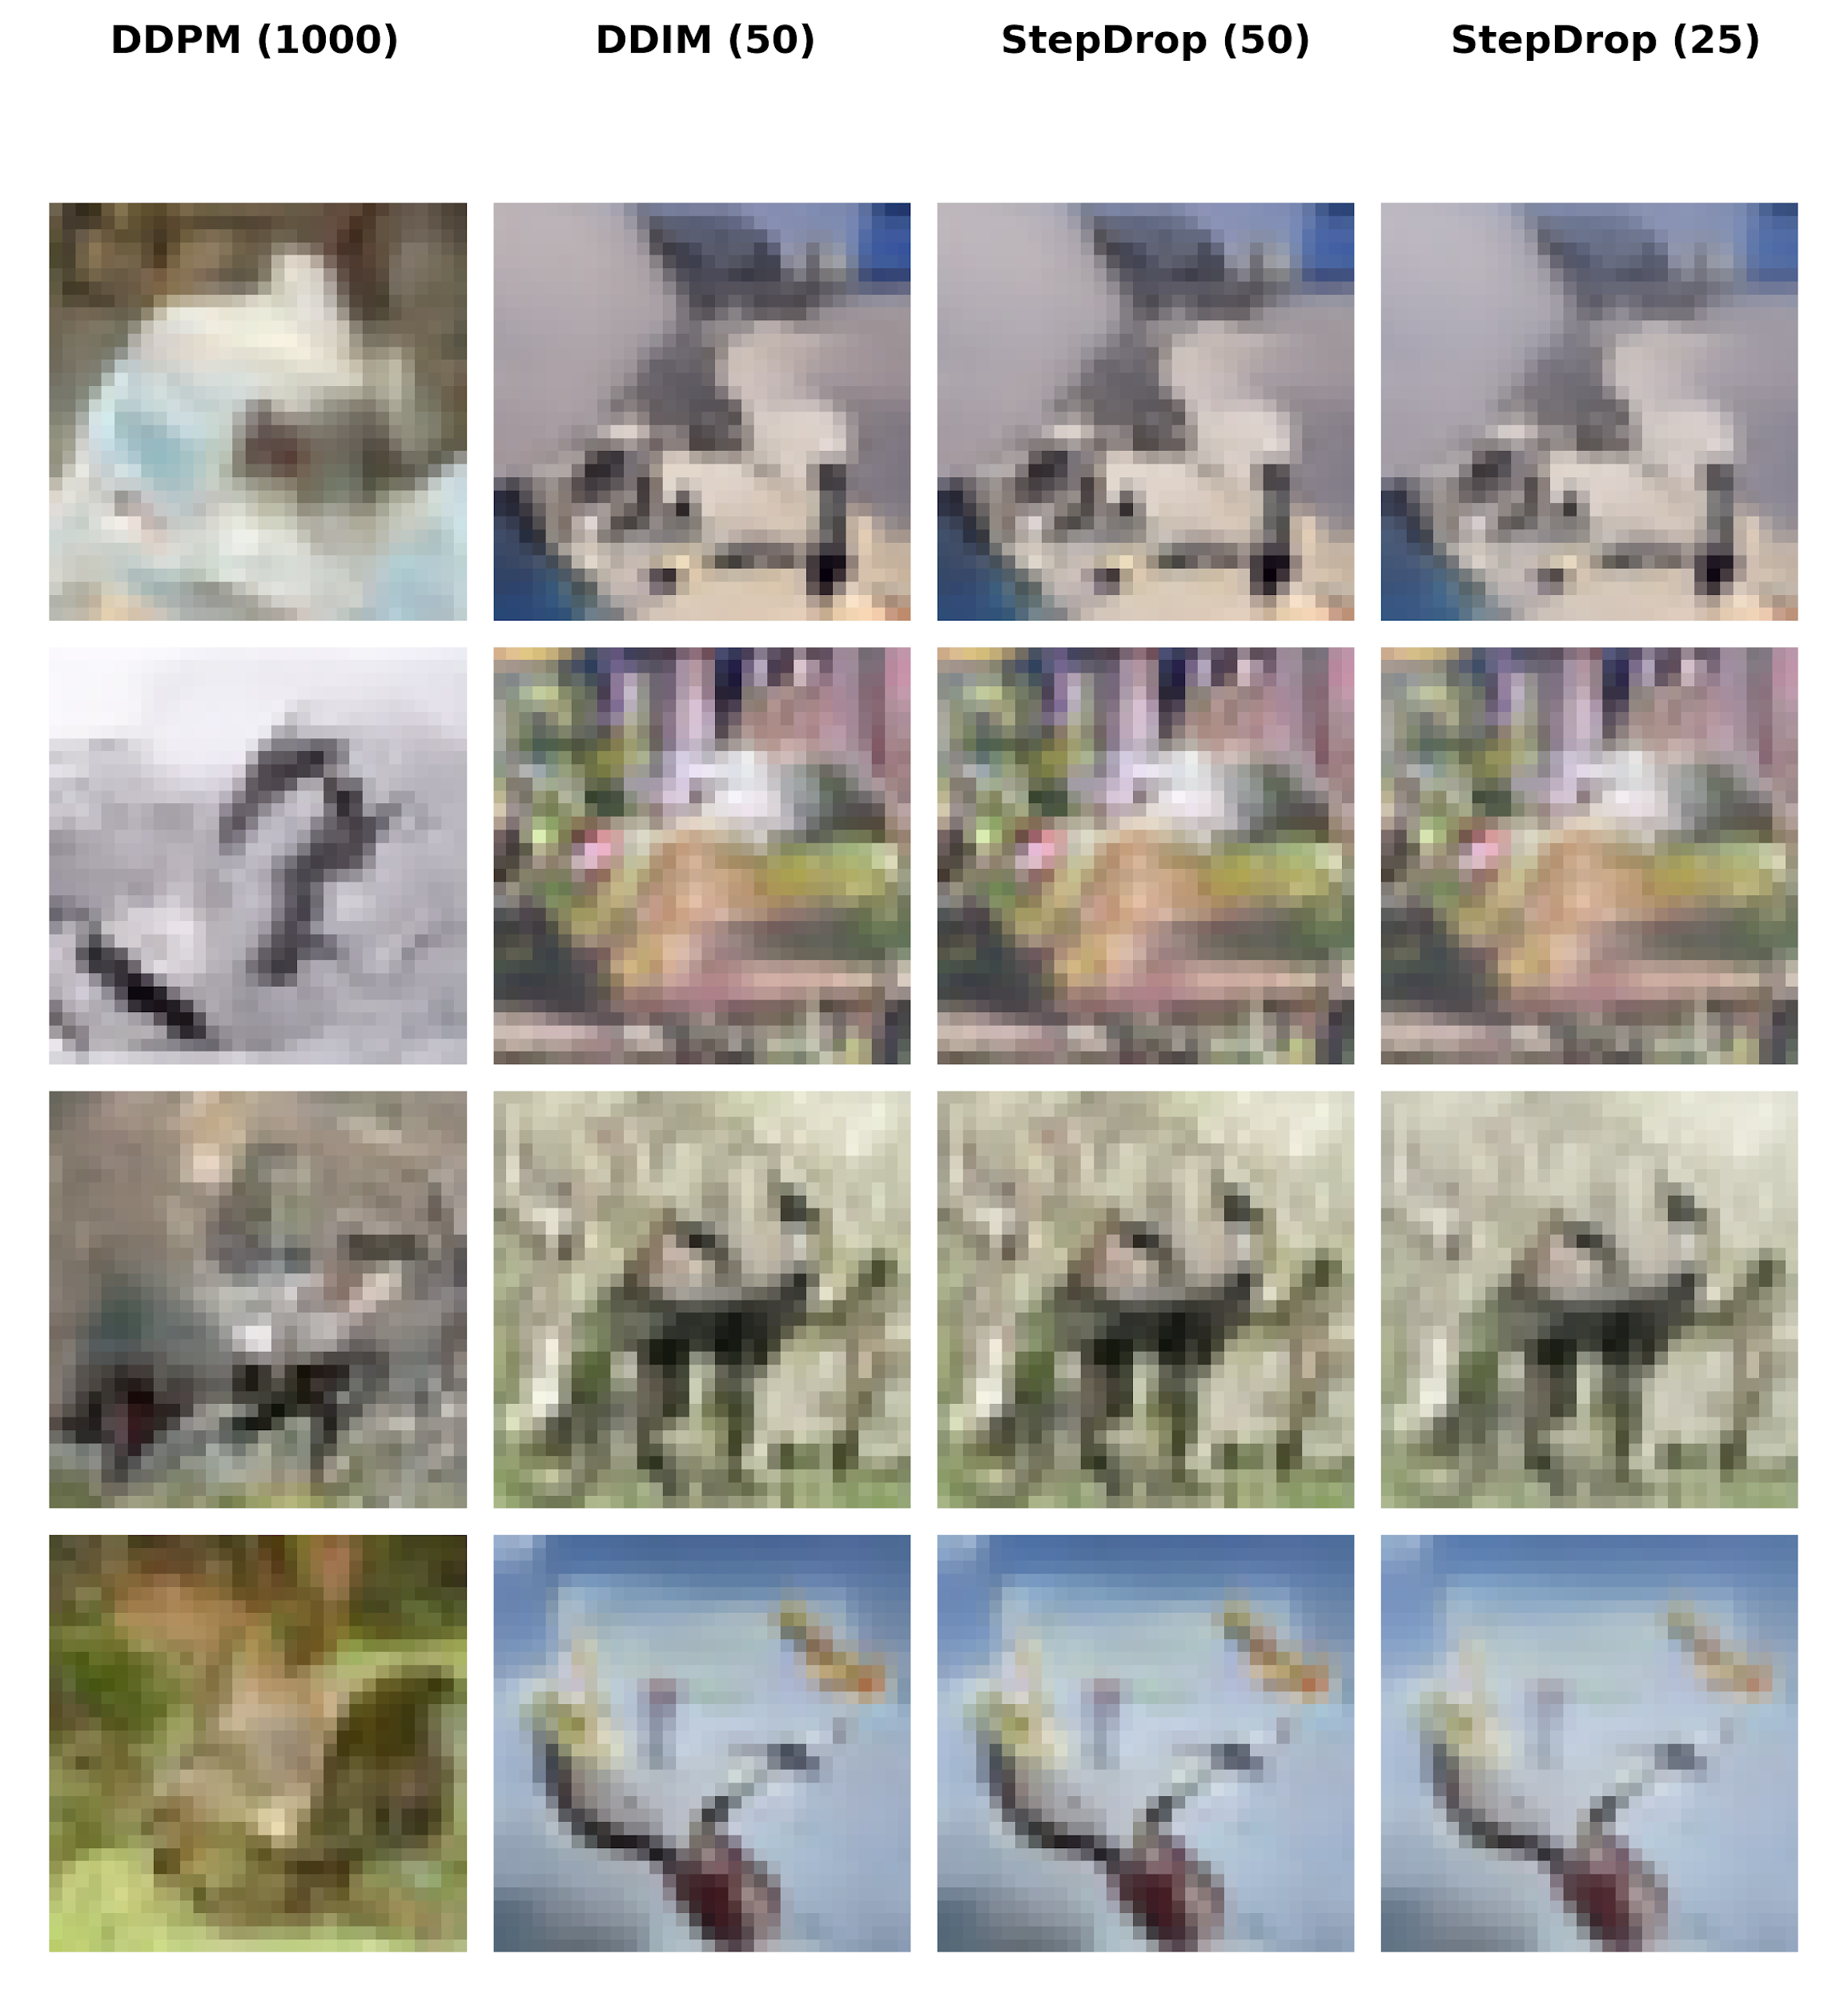 DDPM (1000) DDIM (50) StepDrop (50) StepDrop (25)